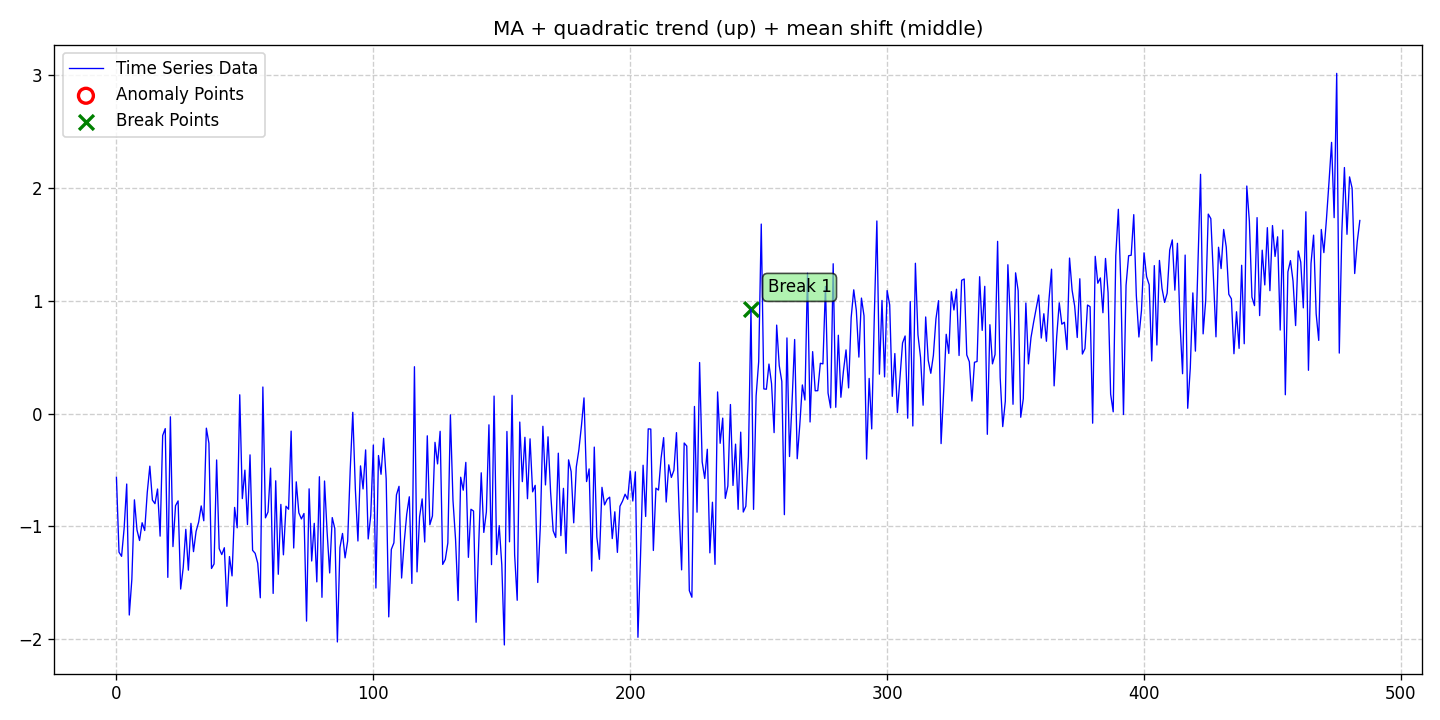 MA + quadratic trend (up) + mean shift (middle)
Time Series Data
Anomaly Points
Break Points
Break 1
3
2
1
0
−1
−2
0
100
200
300
400
500